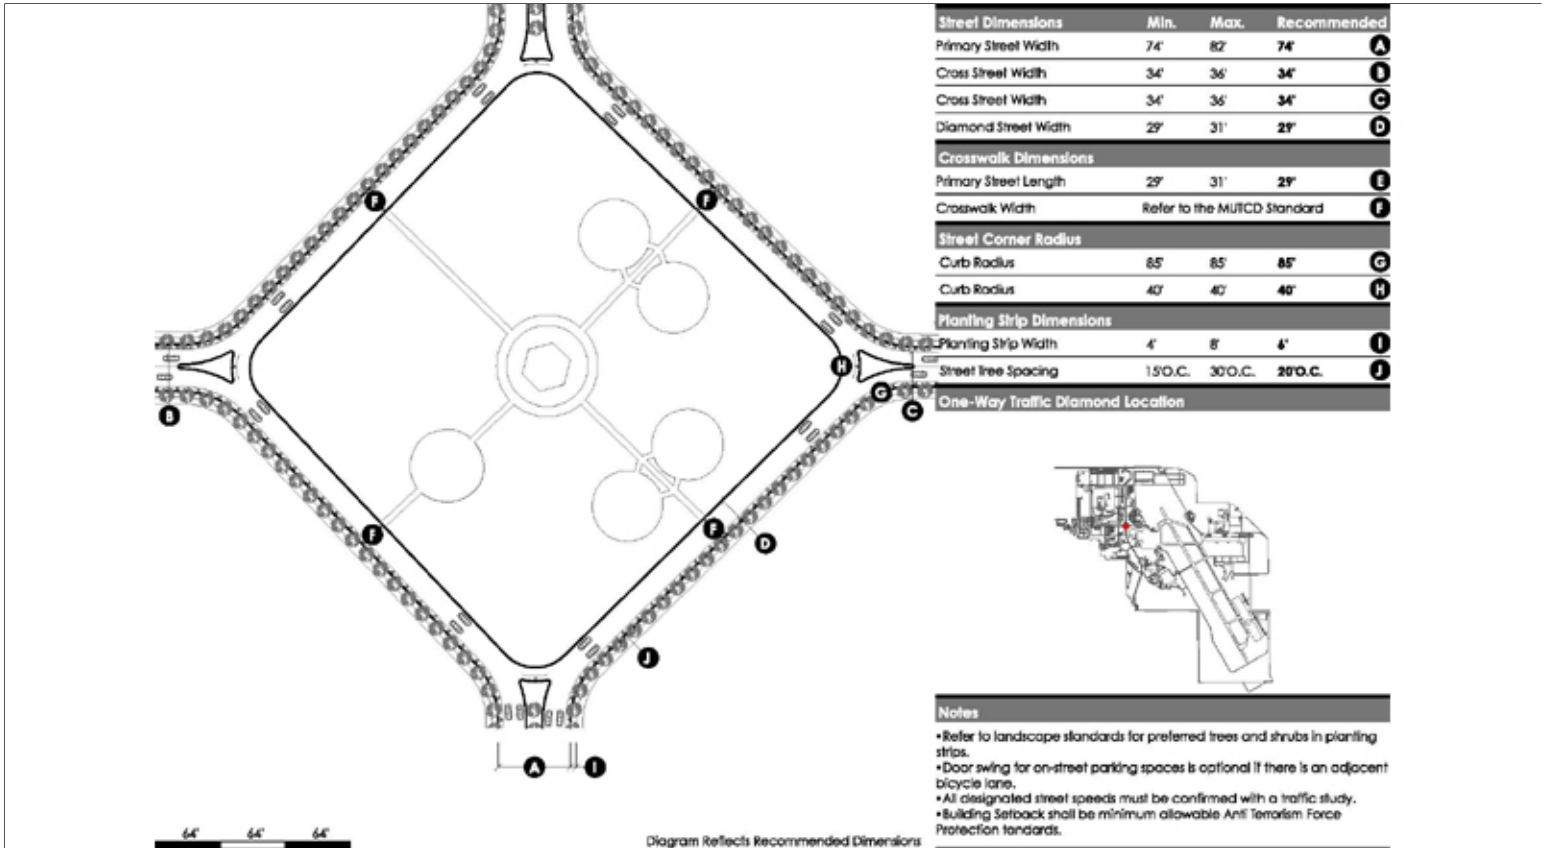 Street Dimensions Min. Max. Recommended
Primary Street Width 74' 82' 74' A
Cross Street Width 34' 36' 34' B
Cross Street Width 34' 36' 34' C
Diamond Street Width 29' 31' 29' D
Crosswalk Dimensions
Primary Street Length 29' 31' 29' E
Crosswalk Width Refer to the MUTCD Standard F
Street Corner Radius
Curb Radius 85' 85' 85' G
Curb Radius 40' 40' 40' H
Planting Strip Dimensions
Planting Strip Width 4' 8' 6' I
Street Tree Spacing 15'O.C. 30'O.C. 20'O.C. J
One-Way Traffic Diamond Location
F
F
H
G
B
C
F
F
D
J
A
I
Notes
•Refer to landscape standards for preferred trees and shrubs in planting
strips.
•Door swing for on-street parking spaces is optional if there is an adjacent
bicycle lane.
•All designated street speeds must be confirmed with a traffic study.
•Building Setback shall be minimum allowable Anti Terrorism Force
Protection tandards.
64' 64' 64'
Diagram Reflects Recommended Dimensions